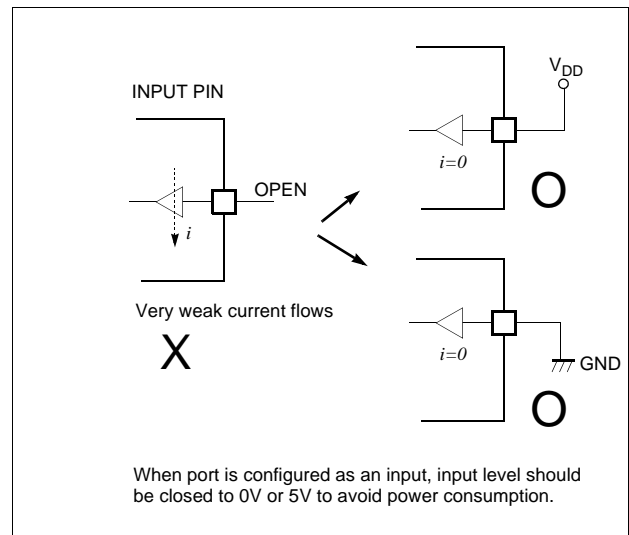 INPUT PIN
OPEN
i
Very weak current flows
X
VDD
i=0
O
i=0
GND
O
When port is configured as an input, input level should
be closed to 0V or 5V to avoid power consumption.